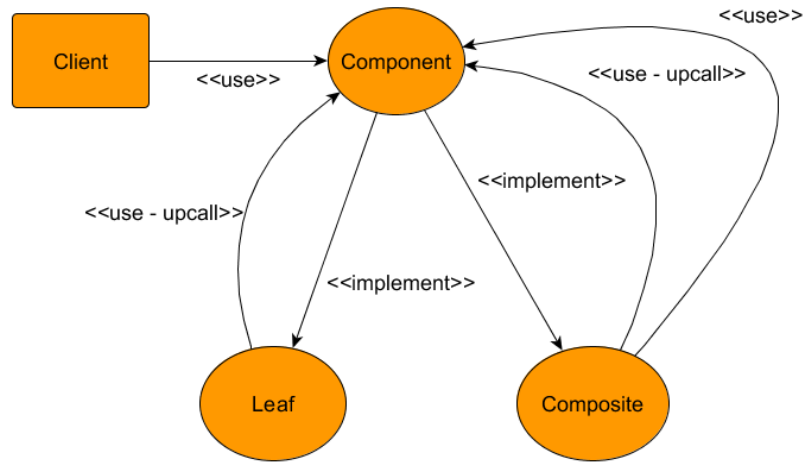 <<use>>
Client
Component
<<use>>
<<use - upcall>>
<<implement>>
<<use - upcall>>
<<implement>>
Leaf
Composite